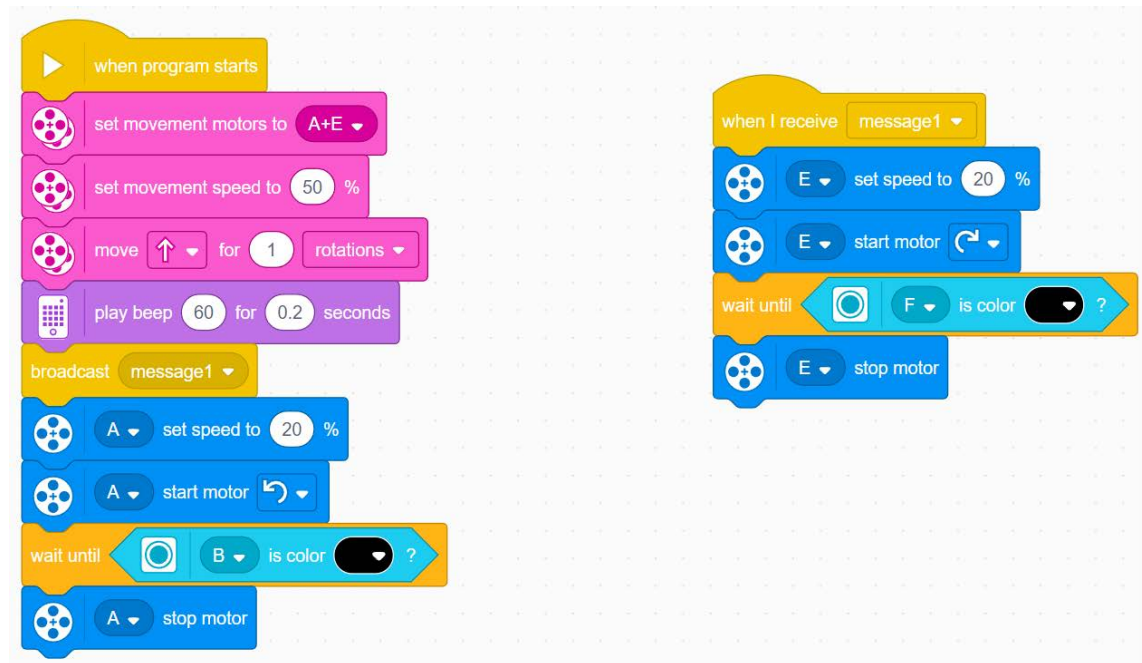 when program starts
set movement motors to A+E
set movement speed to 50 %
move for 1 rotations
play beep 60 for 0.2 seconds
broadcast message1
A set speed to 20 %
A start motor
wait until B is color ?
A stop motor
when I receive message1
E set speed to 20 %
E start motor
wait until F is color ?
E stop motor